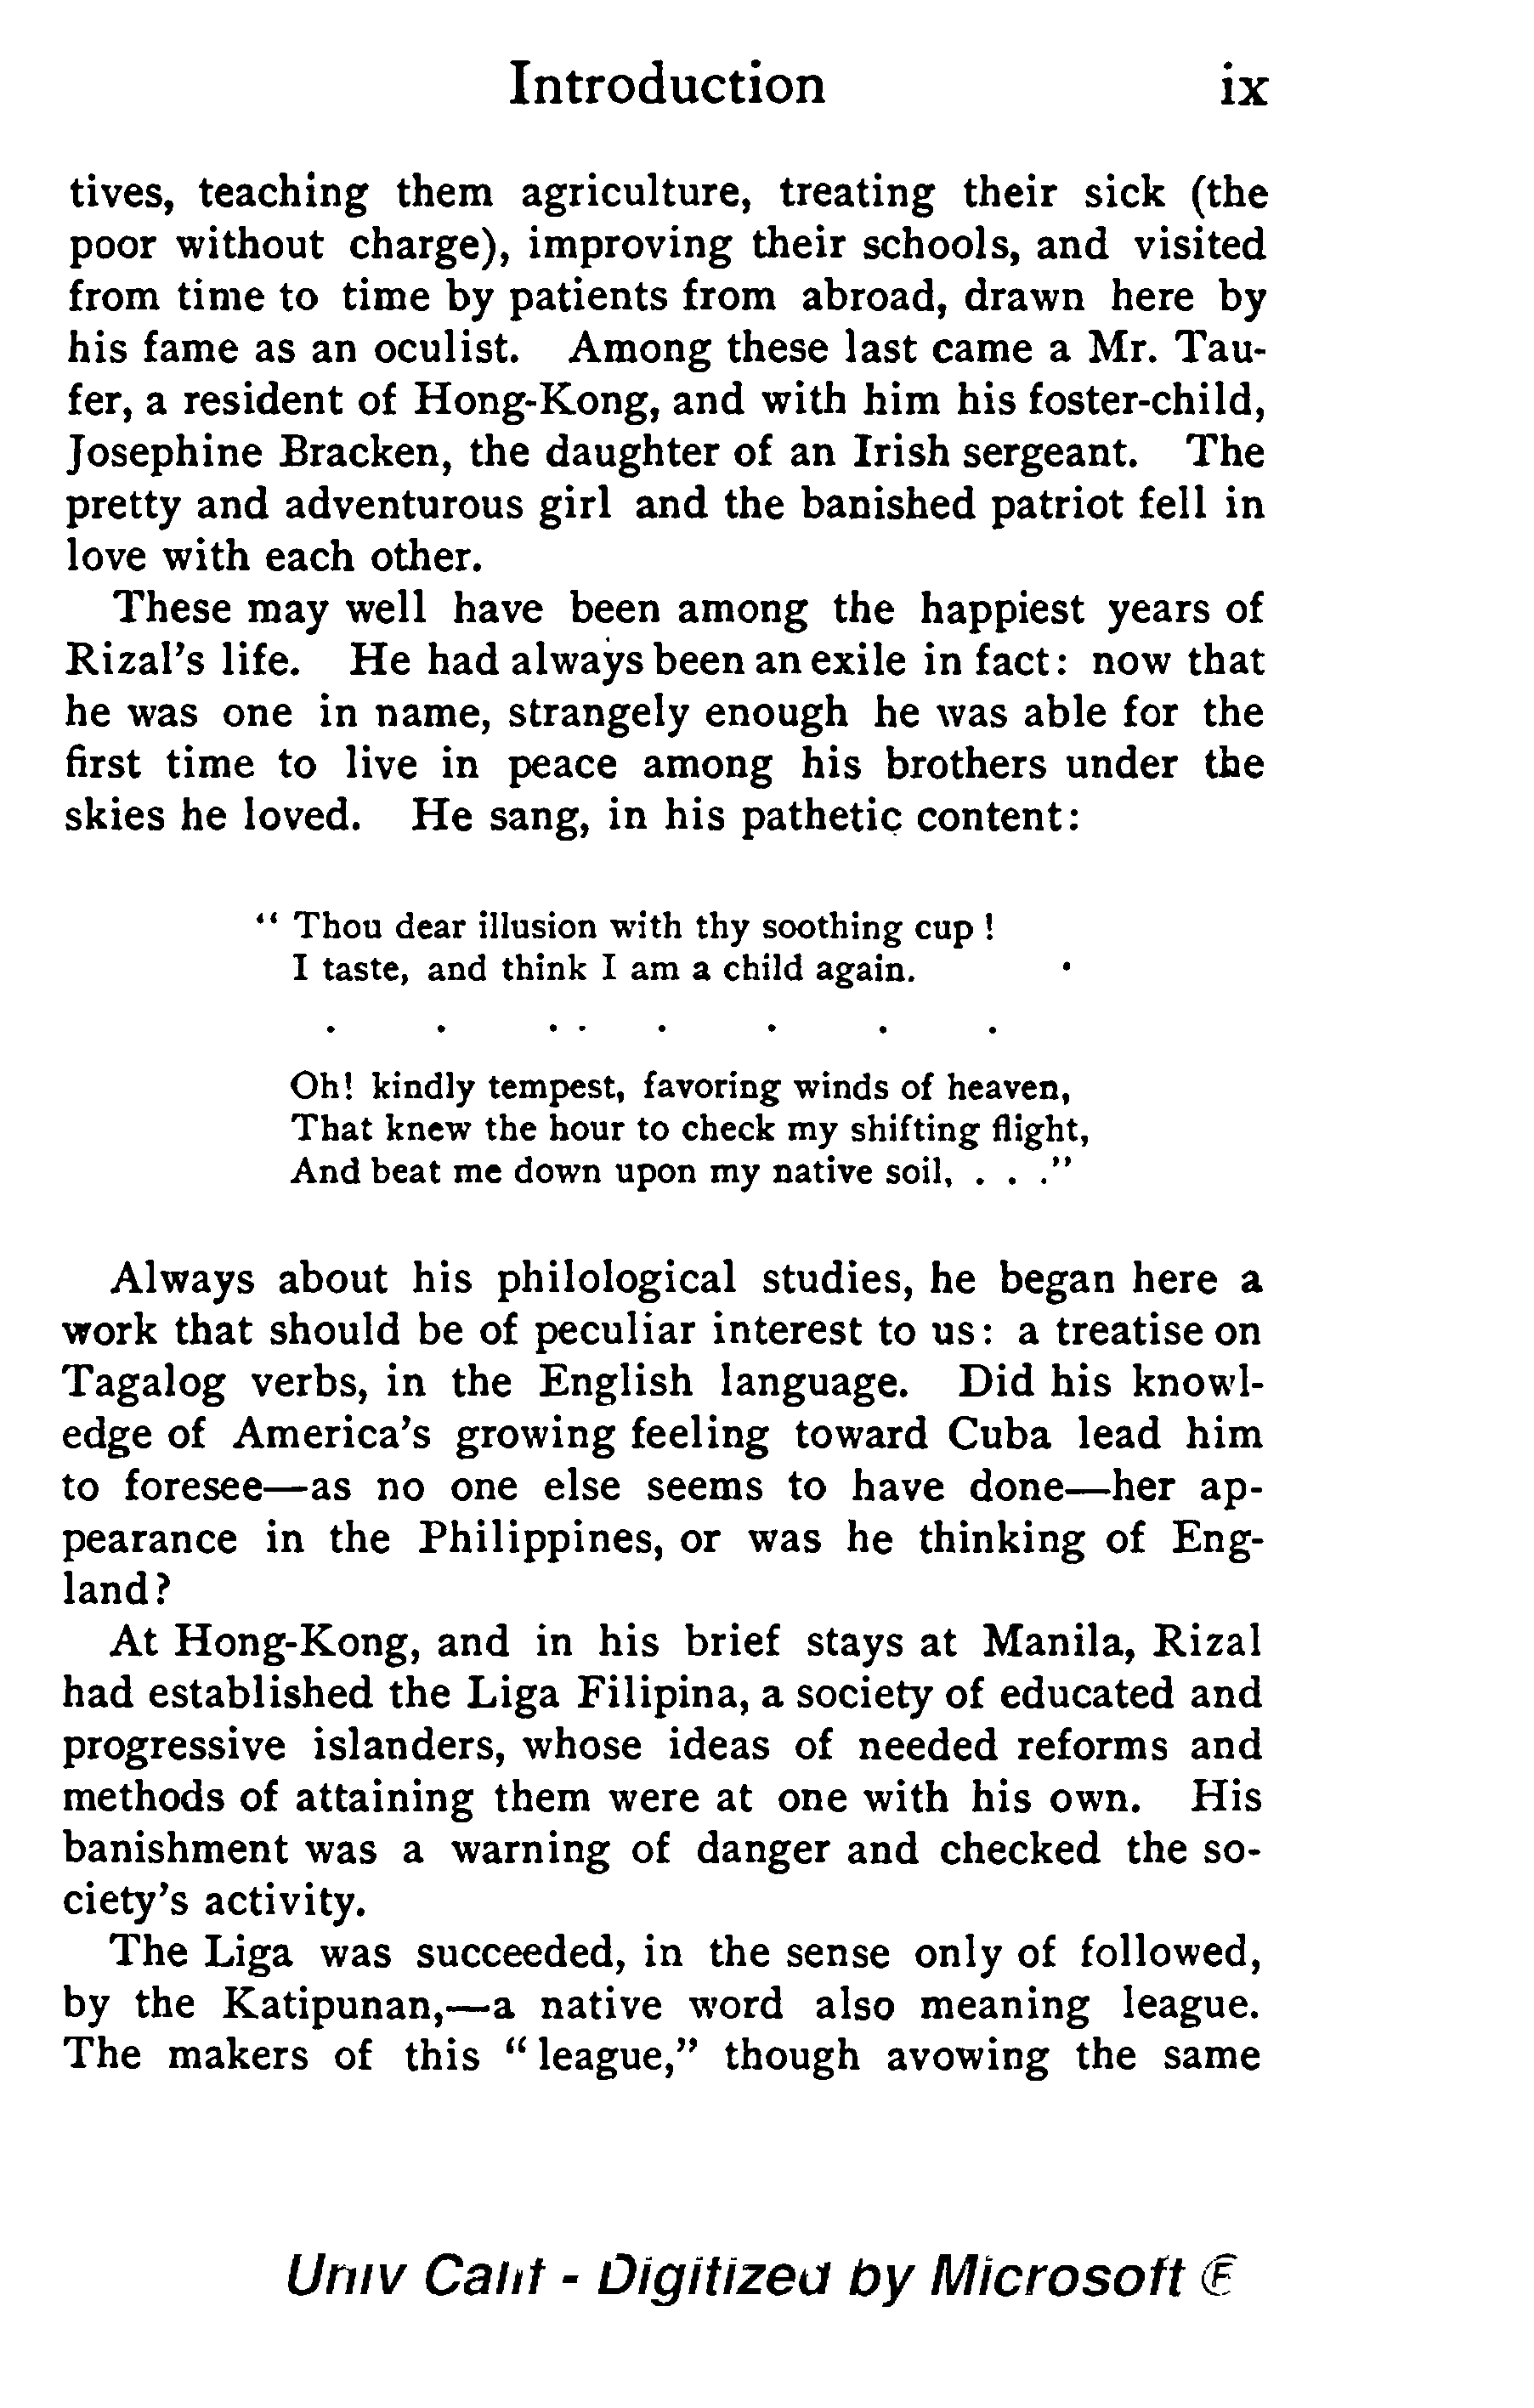 Introduction ix
tives, teaching them agriculture, treating their sick (the
poor without charge), improving their schools, and visited
from time to time by patients from abroad, drawn here by
his fame as an oculist. Among these last came a Mr. Tau-
fer, a resident of Hong-Kong, and with him his foster-child,
Josephine Bracken, the daughter of an Irish sergeant. The
pretty and adventurous girl and the banished patriot fell in
love with each other.
These may well have been among the happiest years of
Rizal's life. He had always been an exile in fact: now that
he was one in name, strangely enough he was able for the
first time to live in peace among his brothers under the
skies he loved. He sang, in his pathetic content:
" Thou dear illusion with thy soothing cup !
I taste, and think I am a child again.
. . . . . . .
Oh! kindly tempest, favoring winds of heaven,
That knew the hour to check my shifting flight,
And beat me down upon my native soil, . . ."
Always about his philological studies, he began here a
work that should be of peculiar interest to us: a treatise on
Tagalog verbs, in the English language. Did his knowl-
edge of America's growing feeling toward Cuba lead him
to foresee—as no one else seems to have done—her ap-
pearance in the Philippines, or was he thinking of Eng-
land?
At Hong-Kong, and in his brief stays at Manila, Rizal
had established the Liga Filipina, a society of educated and
progressive islanders, whose ideas of needed reforms and
methods of attaining them were at one with his own. His
banishment was a warning of danger and checked the so-
ciety's activity.
The Liga was succeeded, in the sense only of followed,
by the Katipunan,—a native word also meaning league.
The makers of this "league," though avowing the same
Univ Calif - Digitized by Microsoft ®